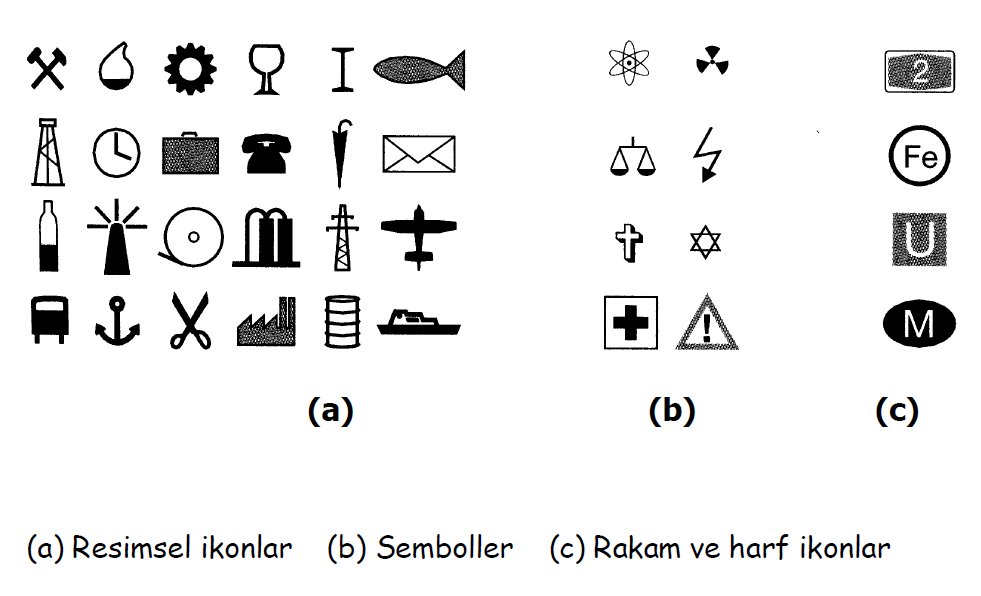 2
Fe
U
M
(a) (b) (c)
(a) Resimsel ikonlar (b) Semboller (c) Rakam ve harf ikonlar